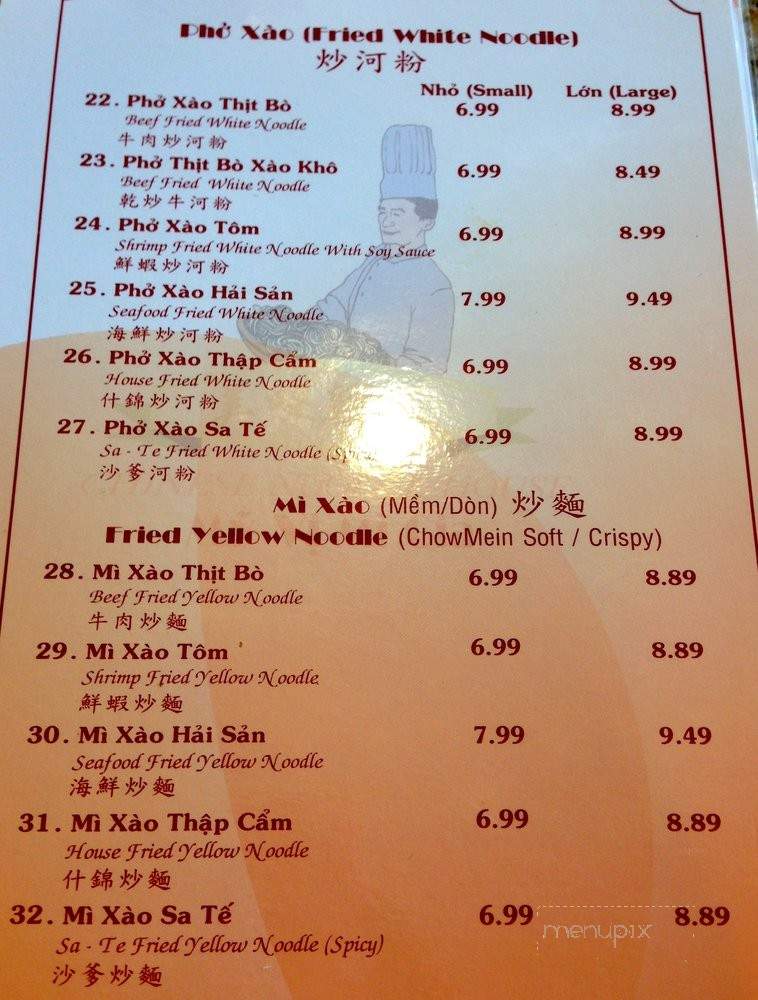 Phở Xào (Fried White Noodle)
炒河粉
Nhỏ (Small) Lớn (Large)
22. Phở Xào Thịt Bò 6.99 8.99
Beef Fried White Noodle
牛肉炒河粉
23. Phở Thịt Bò Xào Khô 6.99 8.49
Beef Fried White Noodle
乾炒牛河粉
24. Phở Xào Tôm 6.99 8.99
Shrimp Fried White Noodle With Soy Sauce
鮮蝦炒河粉
25. Phở Xào Hải Sản 7.99 9.49
Seafood Fried White Noodle
海鮮炒河粉
26. Phở Xào Thập Cẩm 6.99 8.99
House Fried White Noodle
什錦炒河粉
27. Phở Xào Sa Tế 6.99 8.99
Sa - Te Fried White Noodle (Spicy)
沙爹河粉
Mì Xào (Mềm/Dòn) 炒麵
Fried Yellow Noodle (ChowMein Soft / Crispy)
28. Mì Xào Thịt Bò 6.99 8.89
Beef Fried Yellow Noodle
牛肉炒麵
29. Mì Xào Tôm 6.99 8.89
Shrimp Fried Yellow Noodle
鮮蝦炒麵
30. Mì Xào Hải Sản 7.99 9.49
Seafood Fried Yellow Noodle
海鮮炒麵
31. Mì Xào Thập Cẩm 6.99 8.89
House Fried Yellow Noodle
什錦炒麵
32. Mì Xào Sa Tế 6.99 8.89
Sa - Te Fried Yellow Noodle (Spicy)
沙爹炒麵
menupix